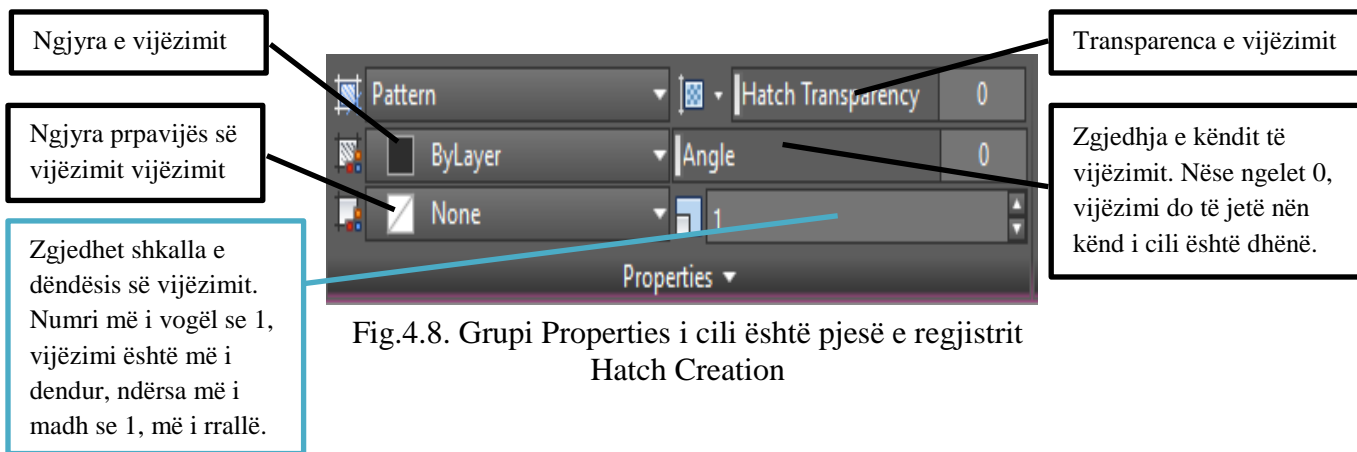 Ngjyra e vijëzimit
Ngjyra prpavijës së
vijëzimit vijëzimit
Zgjedhet shkalla e
dëndësis së vijëzimit.
Numri më i vogël se 1,
vijëzimi është më i
dendur, ndërsa më i
madh se 1, më i rrallë.
Pattern
Hatch Transparency 0
ByLayer
Angle 0
None
1
Properties
Transparenca e vijëzimit
Zgjedhja e këndit të
vijëzimit. Nëse ngelet 0,
vijëzimi do të jetë nën
kënd i cili është dhënë.
Fig.4.8. Grupi Properties i cili është pjesë e regjistrit
Hatch Creation